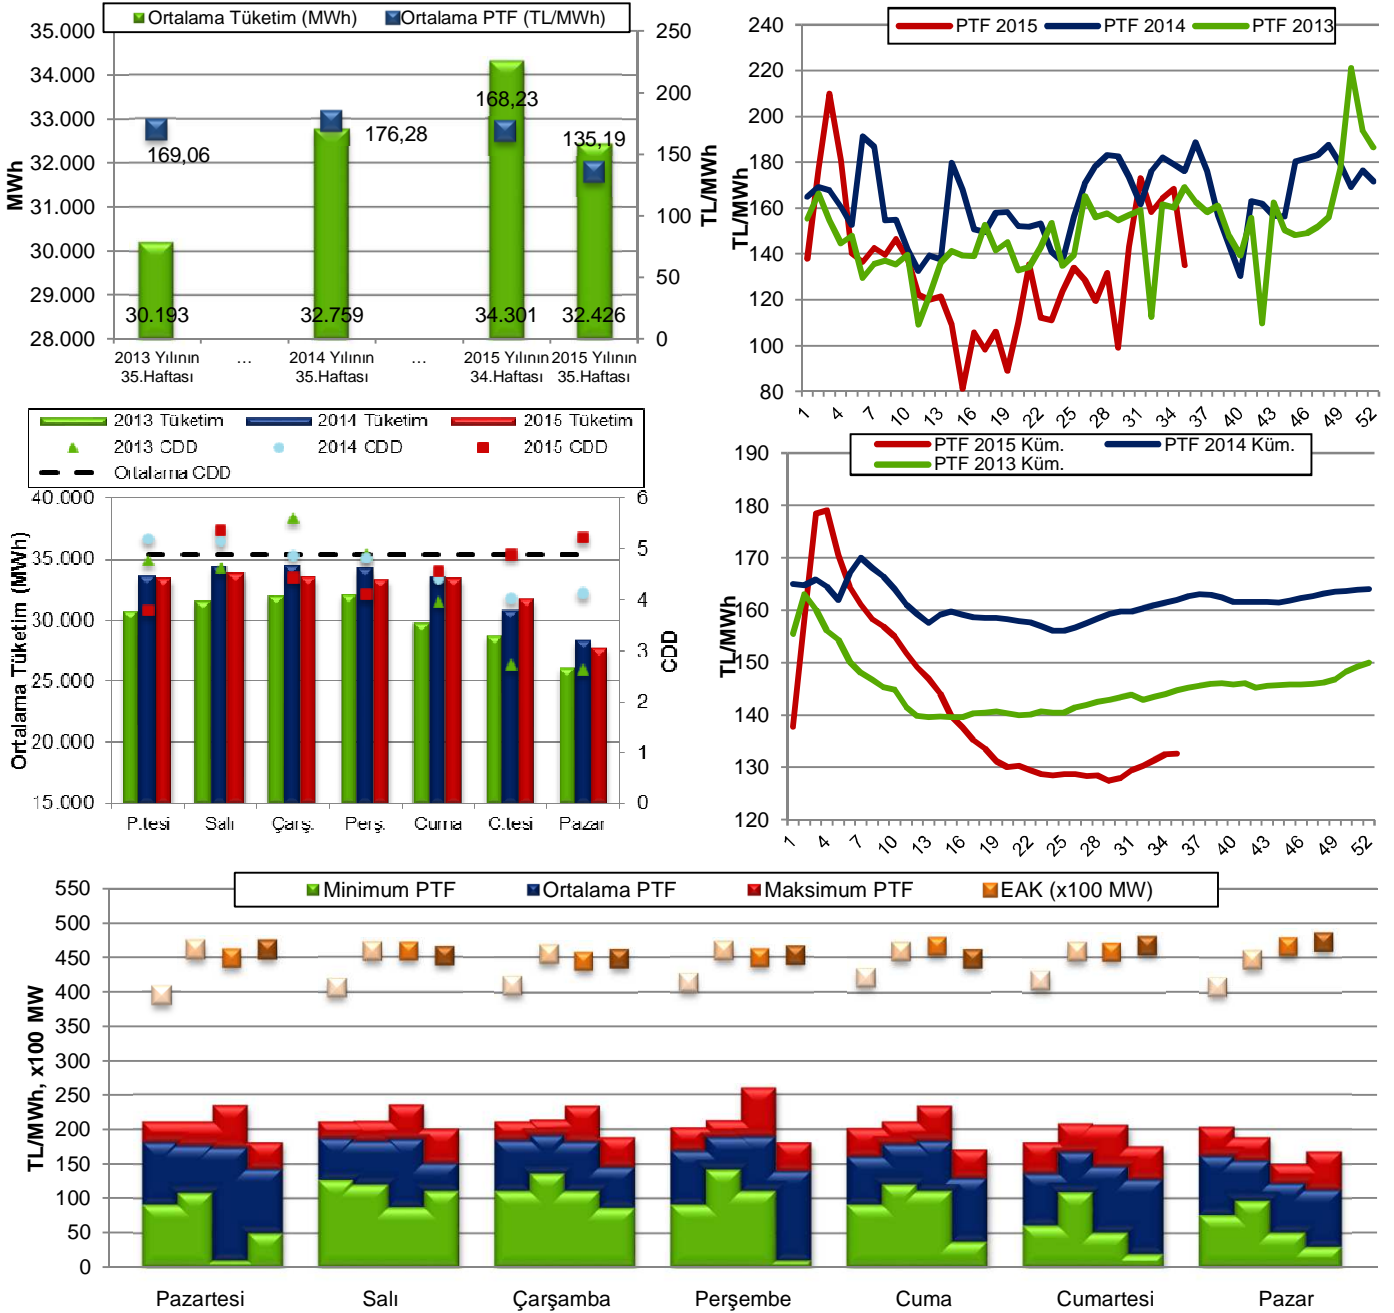 Ortalama Tüketim (MWh) Ortalama PTF (TL/MWh)
35.000
34.000
33.000
32.000
31.000
30.000
29.000
28.000
MWh
250
200
150
100
50
0
TL/MWh
169,06
176,28
168,23
135,19
30.193
32.759
34.301
32.426
2013 Yılının
35.Haftası
...
2014 Yılının
35.Haftası
...
2015 Yılının
34.Haftası
2015 Yılının
35.Haftası
PTF 2015 PTF 2014 PTF 2013
240
220
200
180
160
140
120
100
80
TL/MWh
1 4 7 10 13 16 19 22 25 28 31 34 37 40 43 46 49 52
2013 Tüketim 2014 Tüketim 2015 Tüketim
2013 CDD 2014 CDD 2015 CDD
Ortalama CDD
40.000
35.000
30.000
25.000
20.000
15.000
Ortalama Tüketim (MWh)
6
5
4
3
2
1
0
CDD
P.tesi Salı Çarş. Perş. Cuma C.tesi Pazar
PTF 2015 Küm. PTF 2014 Küm.
PTF 2013 Küm.
190
180
170
160
150
140
130
120
TL/MWh
1 4 7 10 13 16 19 22 25 28 31 34 37 40 43 46 49 52
Minimum PTF Ortalama PTF Maksimum PTF EAK (x100 MW)
550
500
450
400
350
300
250
200
150
100
50
0
TL/MWh, x100 MW
Pazartesi Salı Çarşamba Perşembe Cuma Cumartesi Pazar